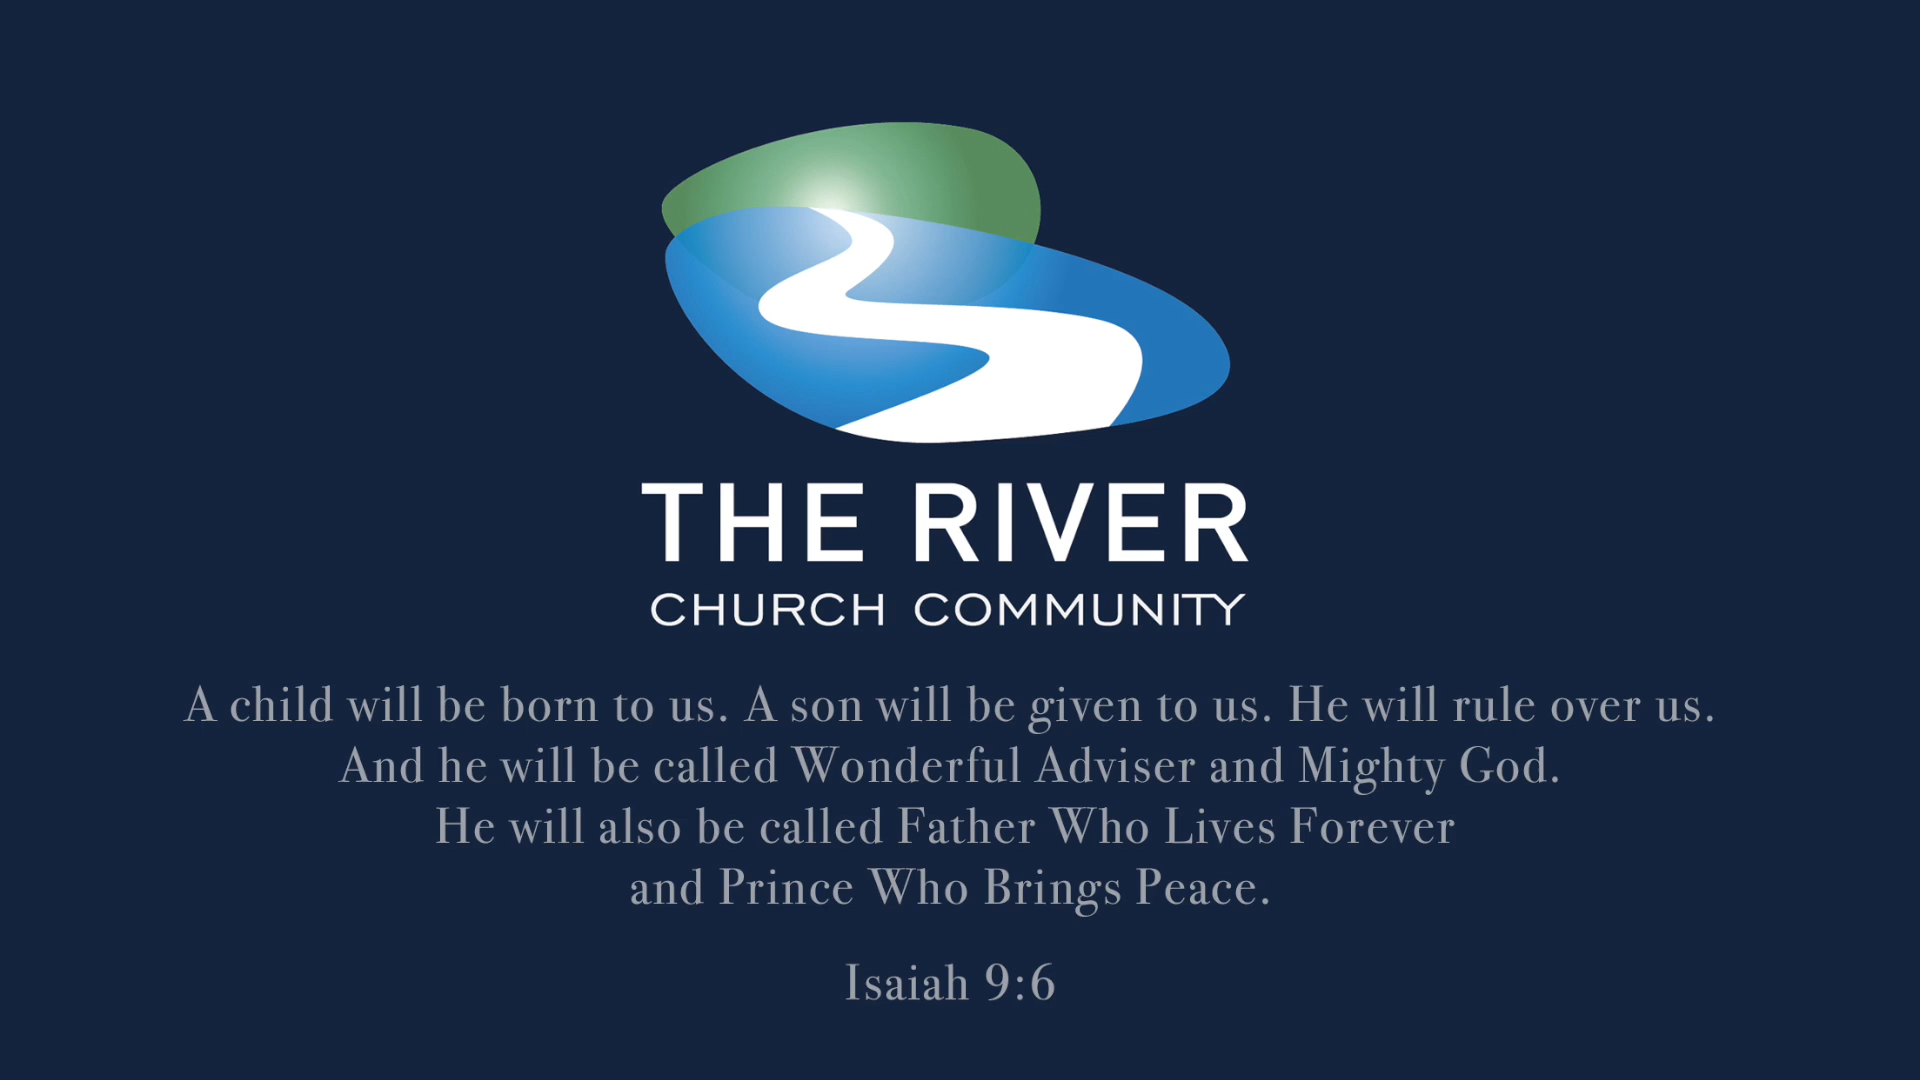 THE RIVER
CHURCH COMMUNITY
A child will be born to us. A son will be given to us. He will rule over us.
And he will be called Wonderful Adviser and Mighty God.
He will also be called Father Who Lives Forever
and Prince Who Brings Peace.
Isaiah 9:6